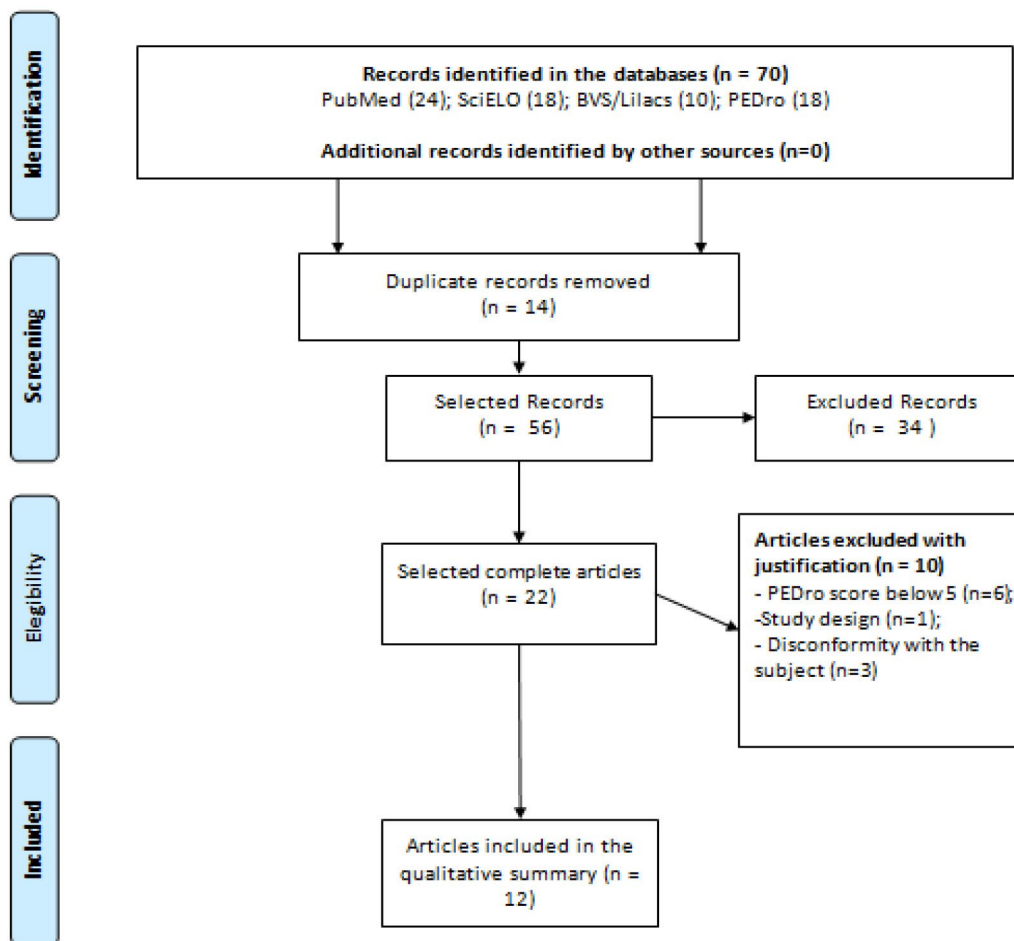 Identification
Records identified in the databases (n = 70)
PubMed (24); SciELO (18); BVS/Lilacs (10); PEDro (18)
Additional records identified by other sources (n=0)
Screening
Duplicate records removed
(n = 14)
Selected Records
(n = 56)
Excluded Records
(n = 34 )
Elegibility
Selected complete articles
(n = 22)
Articles excluded with
justification (n = 10)
- PEDro score below 5 (n=6);
-Study design (n=1);
- Disconformity with the
subject (n=3)
Included
Articles included in the
qualitative summary (n =
12)